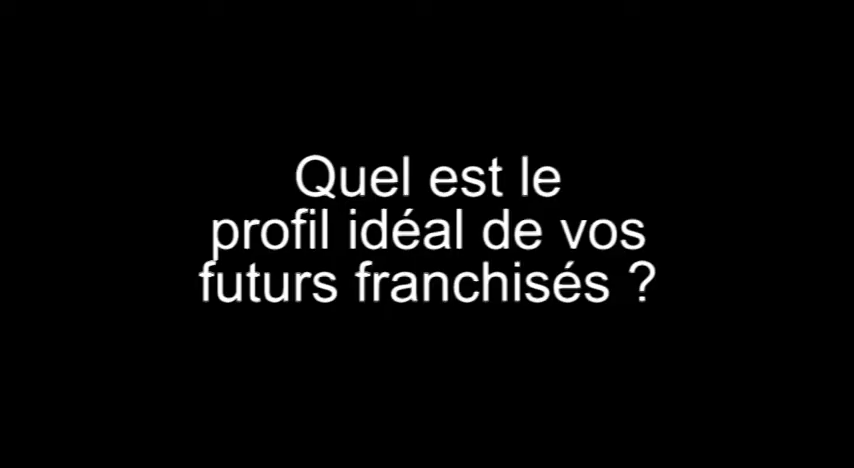 Quel est le
profil idéal de vos
futurs franchisés ?